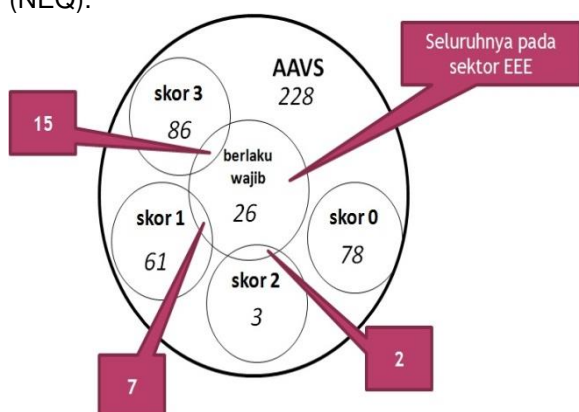 (NEQ).
Seluruhnya pada
sektor EEE
AAVS
228
skor 3
86
15
berlaku
wajib
26
skor 1
61
skor 0
78
skor 2
3
2
7